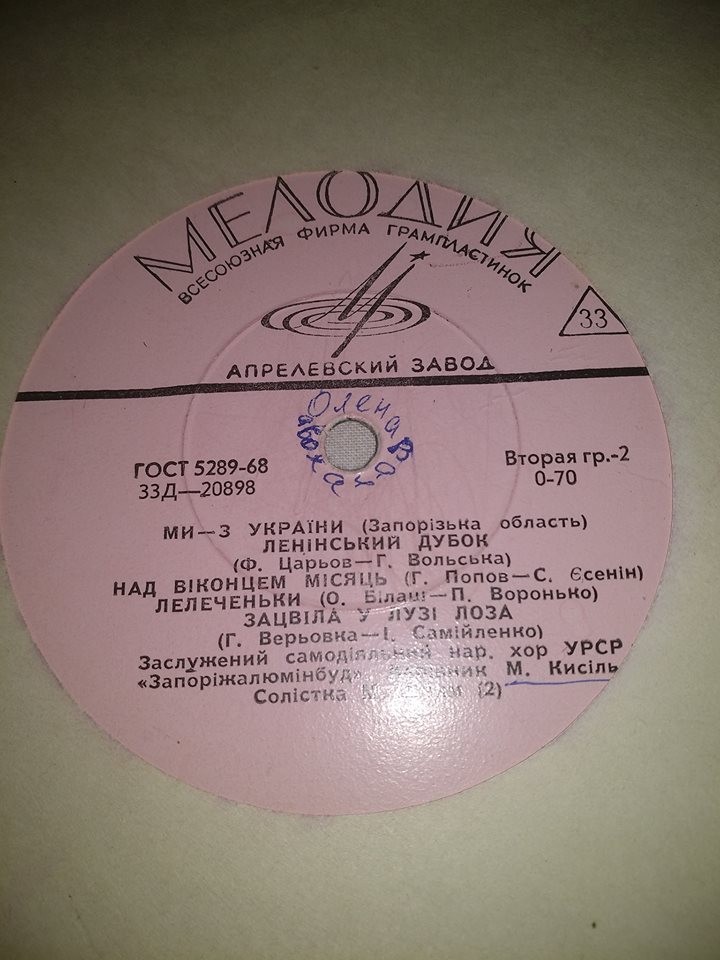 МЕЛОДИЯ
ВСЕСОЮЗНАЯ ФИРМА ГРАМПЛАСТИНОК
33
АПРЕЛЕВСКИЙ ЗАВОД
Олена
ГОСТ 5289-68
33Д—20898
Вторая гр.-2
0-70
МИ—З УКРАЇНИ (Запорізька область)
ЛЕНІНСЬКИЙ ДУБОК
(Ф. Царьов—Г. Вольська)
НАД ВІКОНЦЕМ МІСЯЦЬ (Г. Попов—С. Єсенін)
ЛЕЛЕЧЕНЬКИ (О. Білаш—П. Воронько)
ЗАЦВІЛА У ЛУЗІ ЛОЗА
(Г. Верьовка—І. Самійленко)
Заслужений самодіяльний нар. хор УРСР
«Запоріжалюмінбуд», М. Кисіль
Солістка (2)